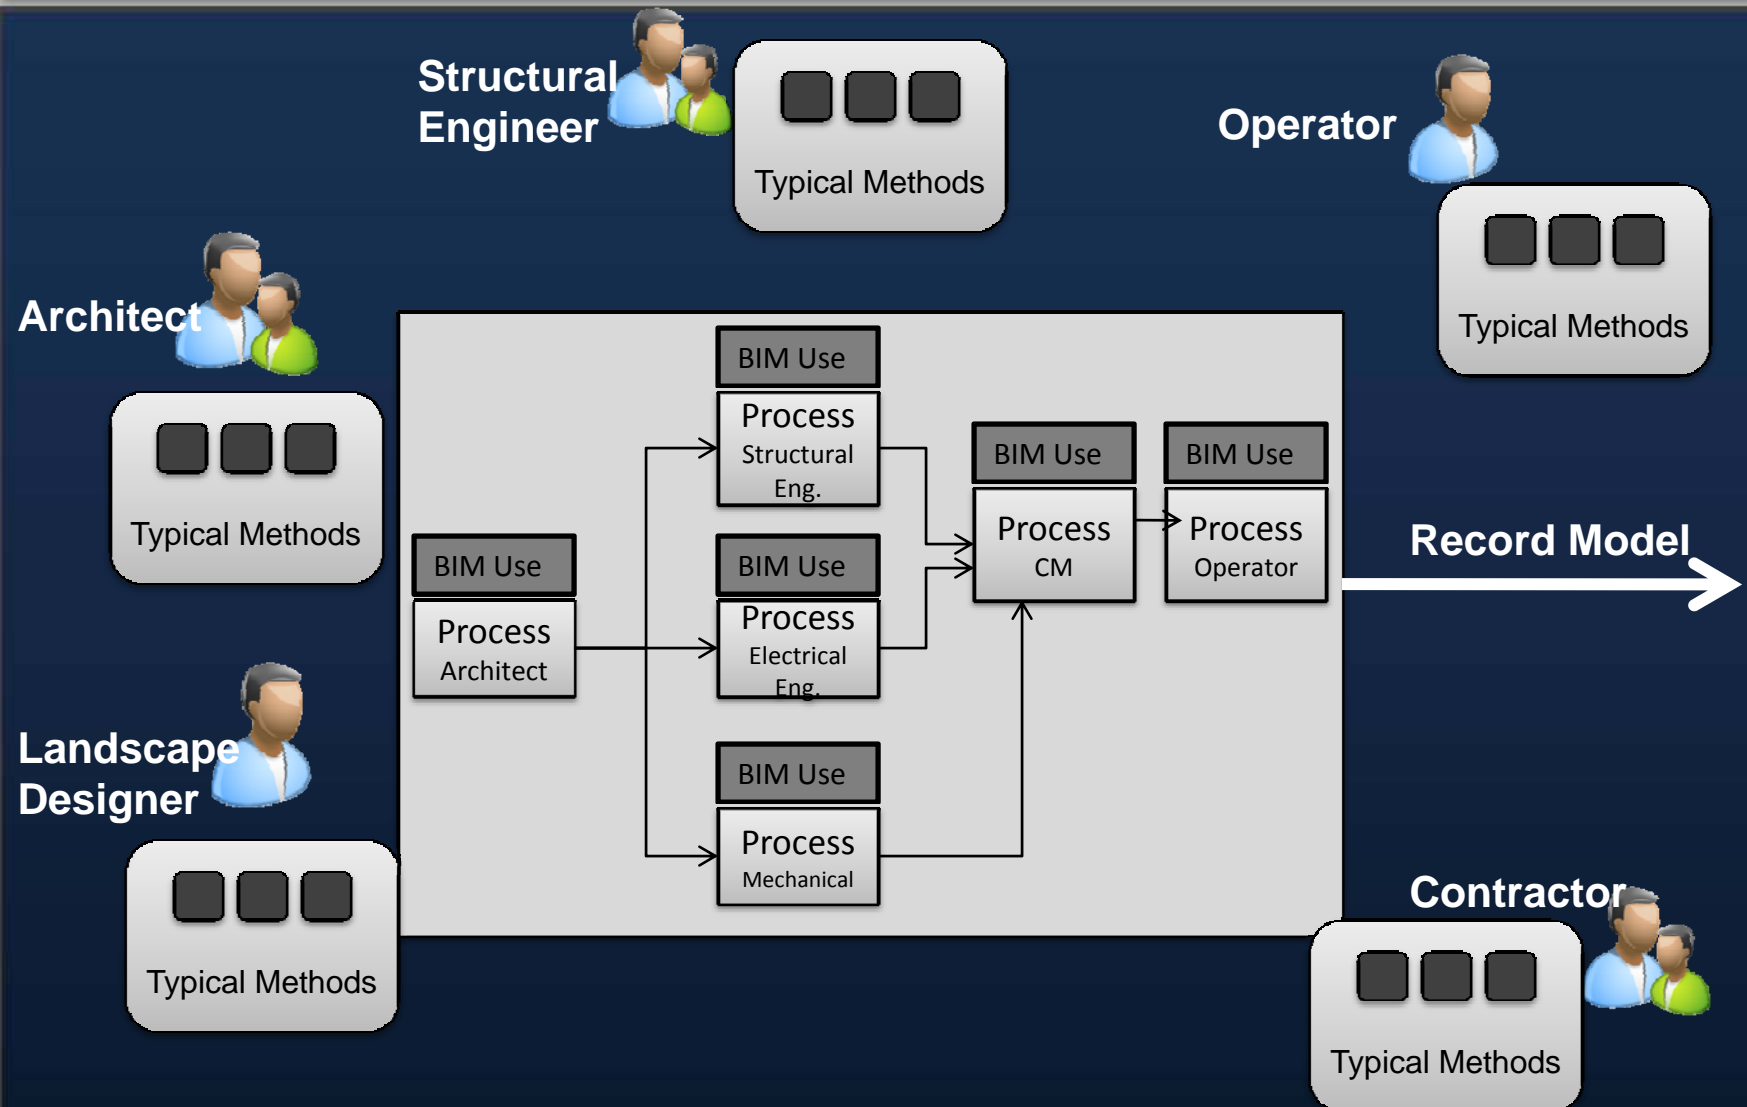 Structural
Engineer
Typical Methods
Operator
Typical Methods
Architect
Typical Methods
Landscape
Designer
Typical Methods
BIM Use
Process
Architect
BIM Use
Process
Structural
Eng.
BIM Use
Process
Electrical
Eng.
BIM Use
Process
Mechanical
BIM Use
Process
CM
BIM Use
Process
Operator
Record Model
Contractor
Typical Methods